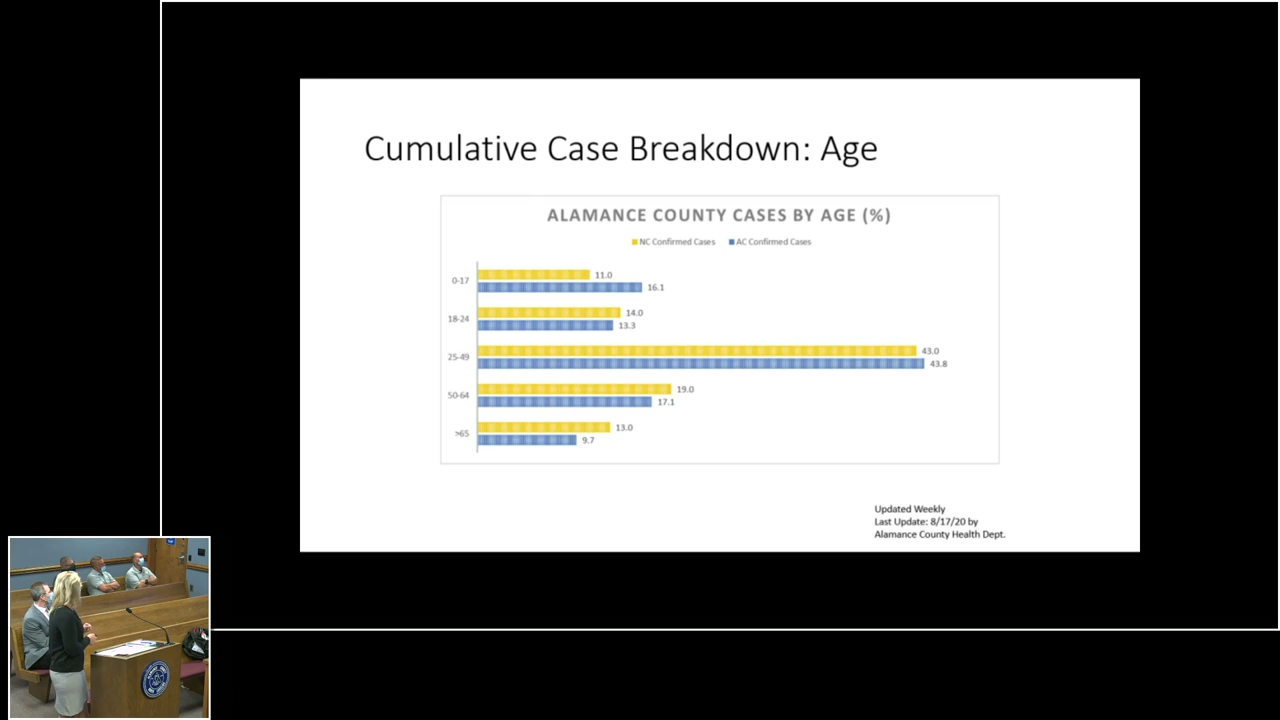 Cumulative Case Breakdown: Age
ALAMANCE COUNTY CASES BY AGE (%)
NC Confirmed Cases AC Confirmed Cases
0-17 11.0
16.1
18-24 14.0
13.3
25-49 43.0
43.8
50-64 19.0
17.1
>65 13.0
9.7
Updated Weekly
Last Update: 8/17/20 by
Alamance County Health Dept.